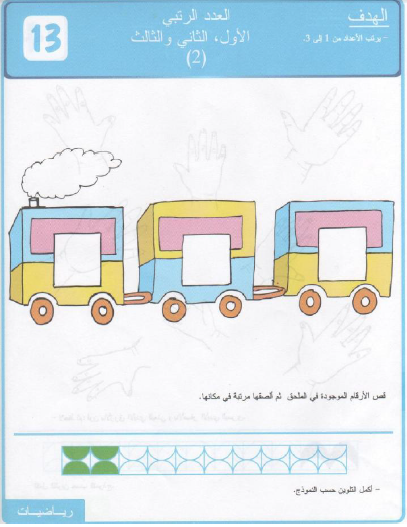 الهدف
– يرتب الأعداد من 1 إلى 3.
العدد الرتبي
الأول، الثاني والثالث
(2)
13
قص الأرقام الموجودة في الملحق ثم ألصقها مرتبة في مكانها.
– أكمل التلوين حسب النموذج.
رياضيات